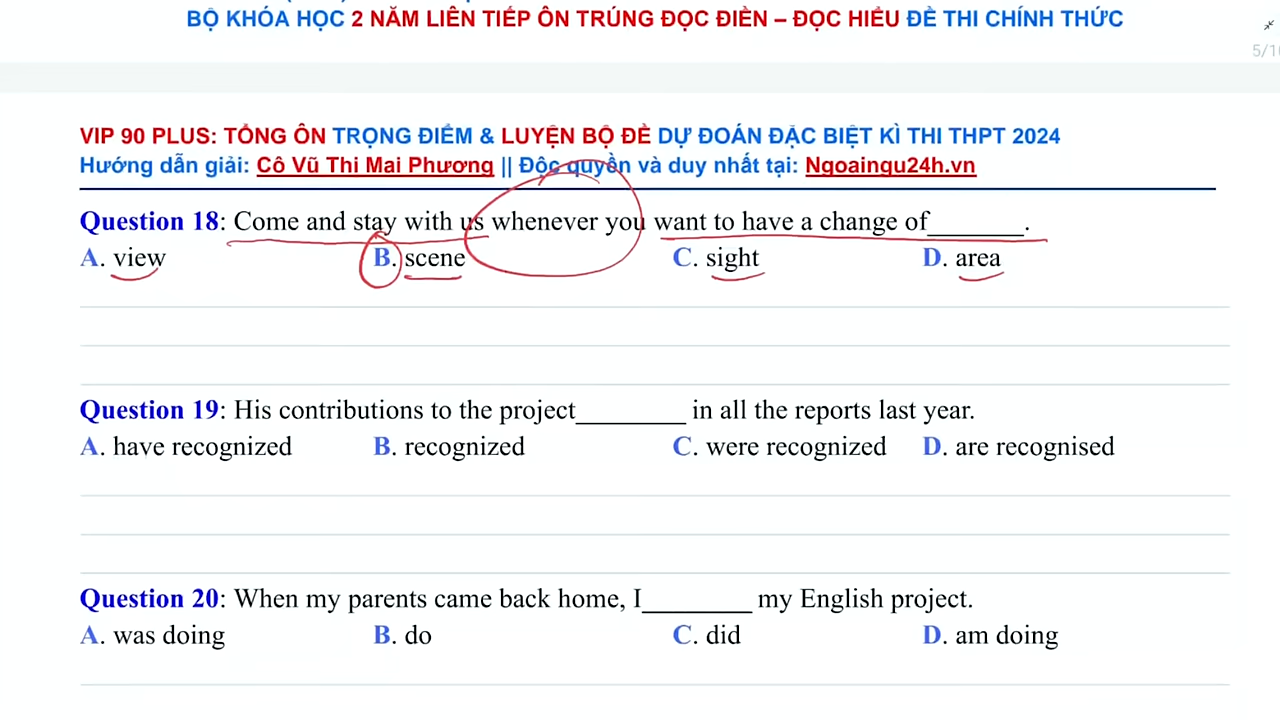 BỘ KHÓA HỌC 2 NĂM LIÊN TIẾP ÔN TRÚNG ĐỌC ĐIỀN – ĐỌC HIỂU ĐỀ THI CHÍNH THỨC
VIP 90 PLUS: TỔNG ÔN TRỌNG ĐIỂM & LUYỆN BỘ ĐỀ DỰ ĐOÁN ĐẶC BIỆT KÌ THI THPT 2024
Hướng dẫn giải: Cô Vũ Thi Mai Phương || Độc quyền và duy nhất tại: Ngoaingu24h.vn
Question 18: Come and stay with us whenever you want to have a change of_______.
A. view B. scene C. sight D. area
Question 19: His contributions to the project________ in all the reports last year.
A. have recognized B. recognized C. were recognized D. are recognised
Question 20: When my parents came back home, I________ my English project.
A. was doing B. do C. did D. am doing